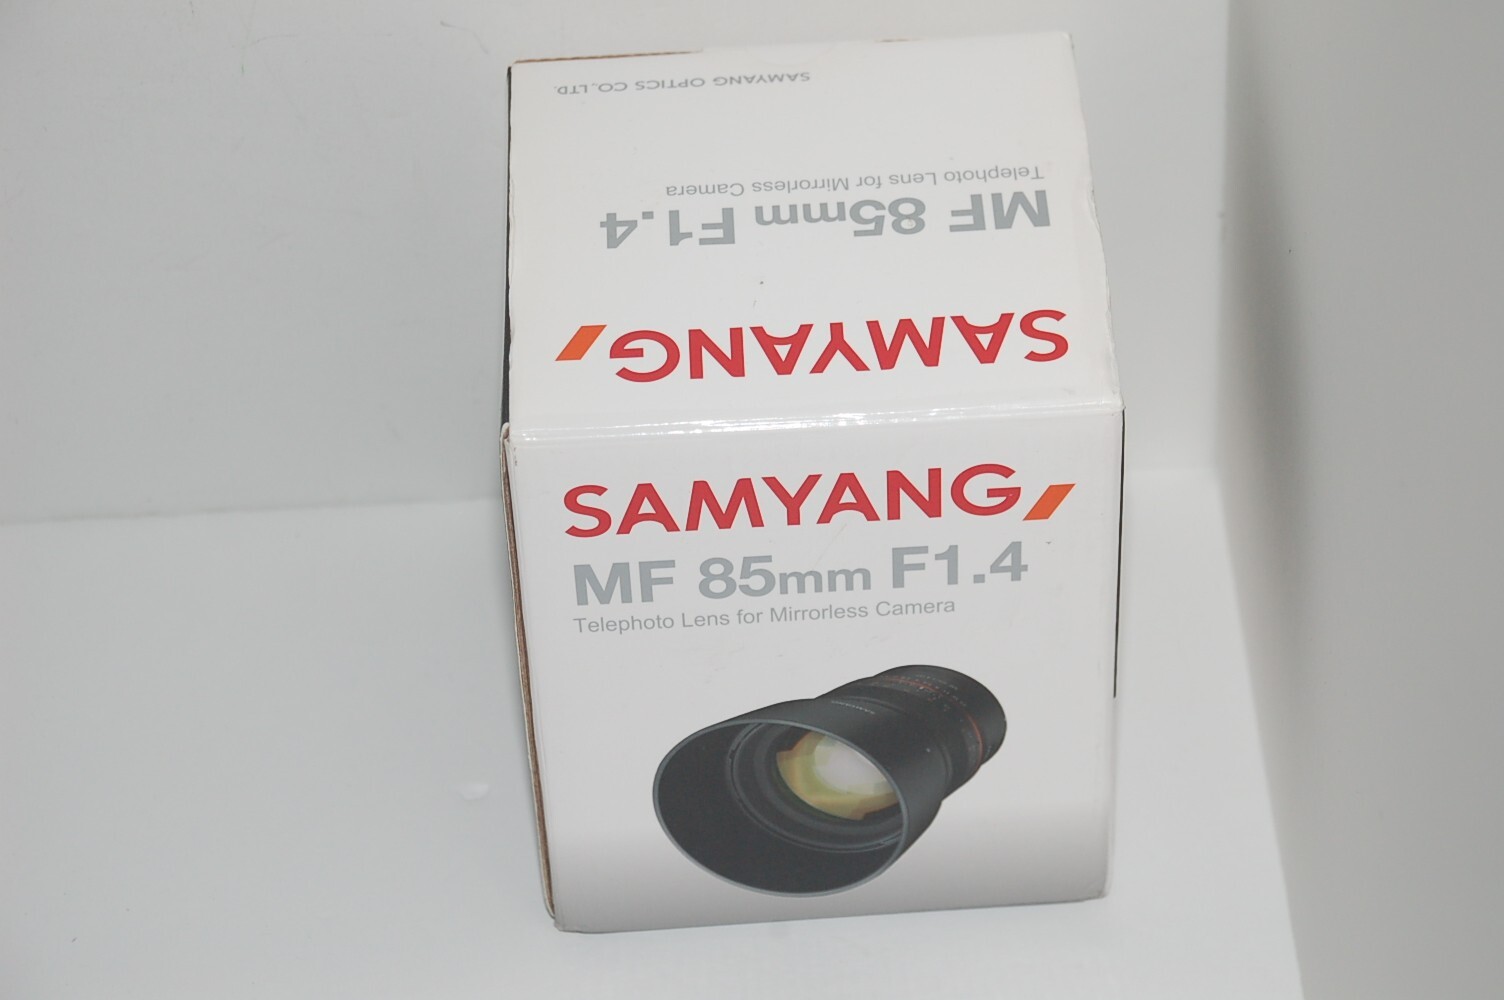 SAMYANG OPTICS CO.,LTD.
Telephoto Lens for Mirrorless Camera
MF 85mm F1.4
SAMYANG
SAMYANG
MF 85mm F1.4
Telephoto Lens for Mirrorless Camera